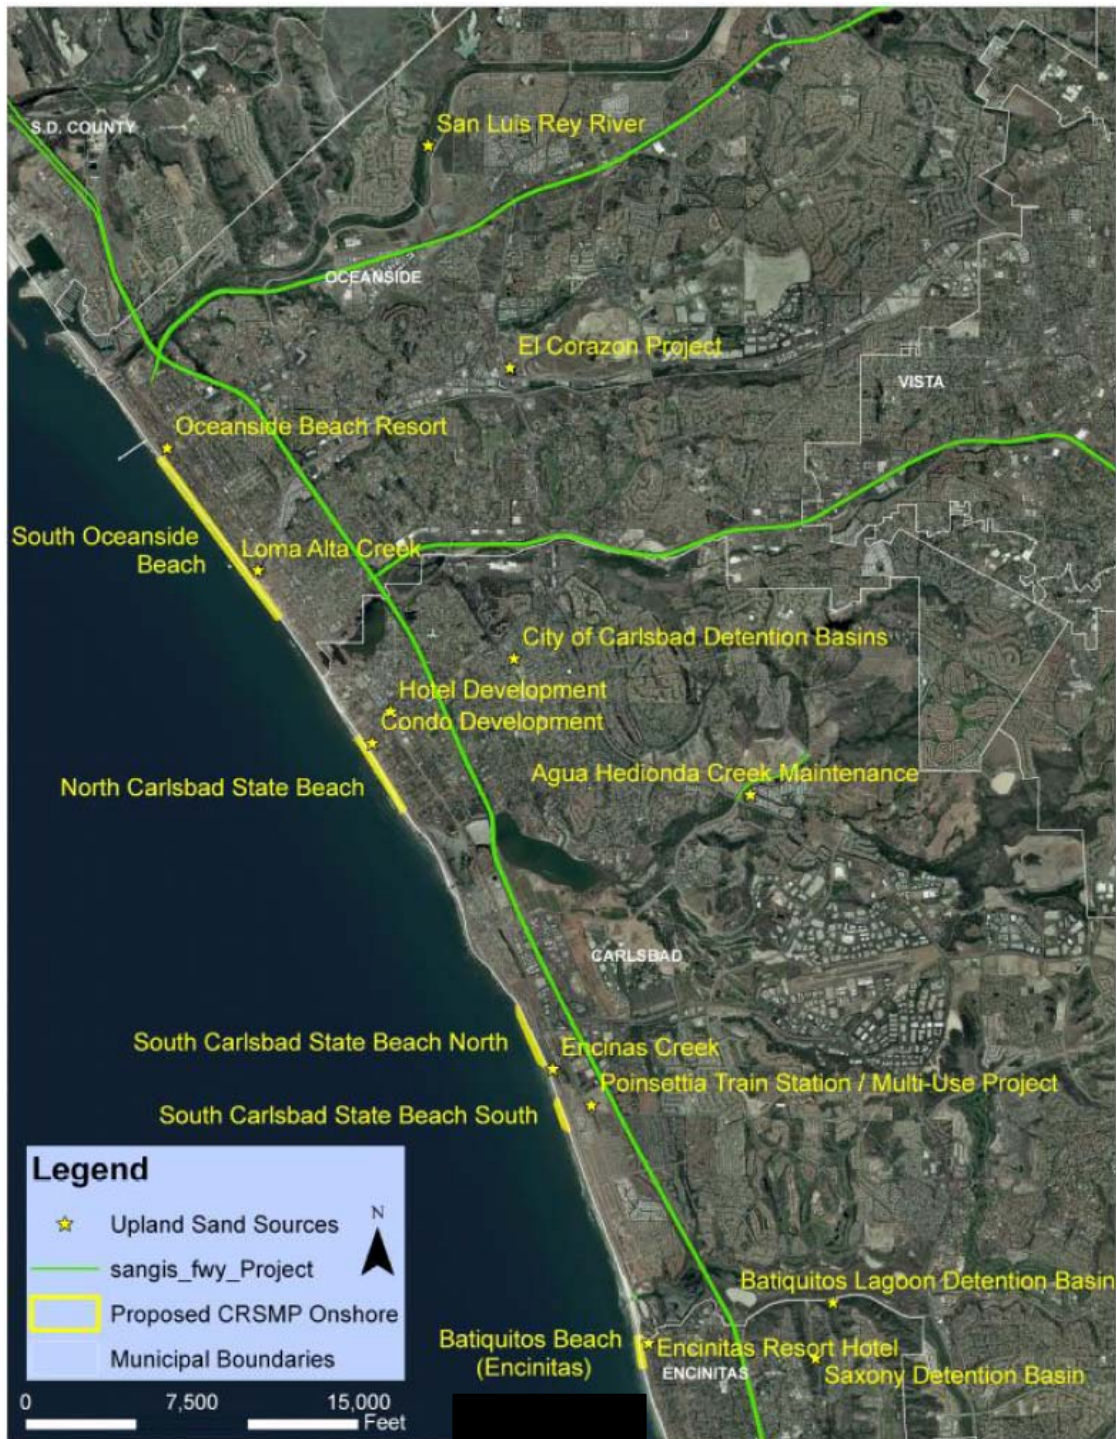 S.D. COUNTY
San Luis Rey River
OCEANSIDE
El Corazon Project
VISTA
Oceanside Beach Resort
South Oceanside
Beach
Loma Alta Creek
City of Carlsbad Detention Basins
Hotel Development
Condo Development
North Carlsbad State Beach
Agua Hedionda Creek Maintenance
CARLSBAD
South Carlsbad State Beach North
Encinas Creek
Poinsettia Train Station / Multi-Use Project
South Carlsbad State Beach South
Legend
N
Upland Sand Sources
sangis_fwy_Project
Proposed CRSMP Onshore
Municipal Boundaries
0 7,500 15,000
Feet
Batiquitos Lagoon Detention Basin
Batiquitos Beach
(Encinitas)
Encinitas Resort Hotel
ENCINITAS
Saxony Detention Basin